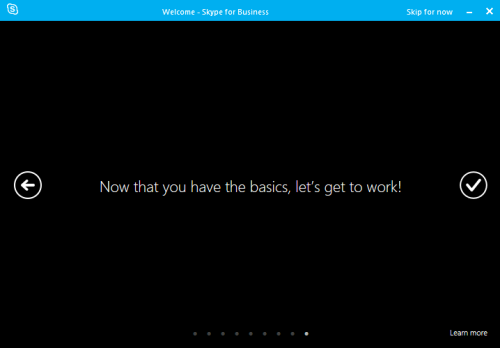 Welcome - Skype for Business
Skip for now
Now that you have the basics, let's get to work!
Learn more